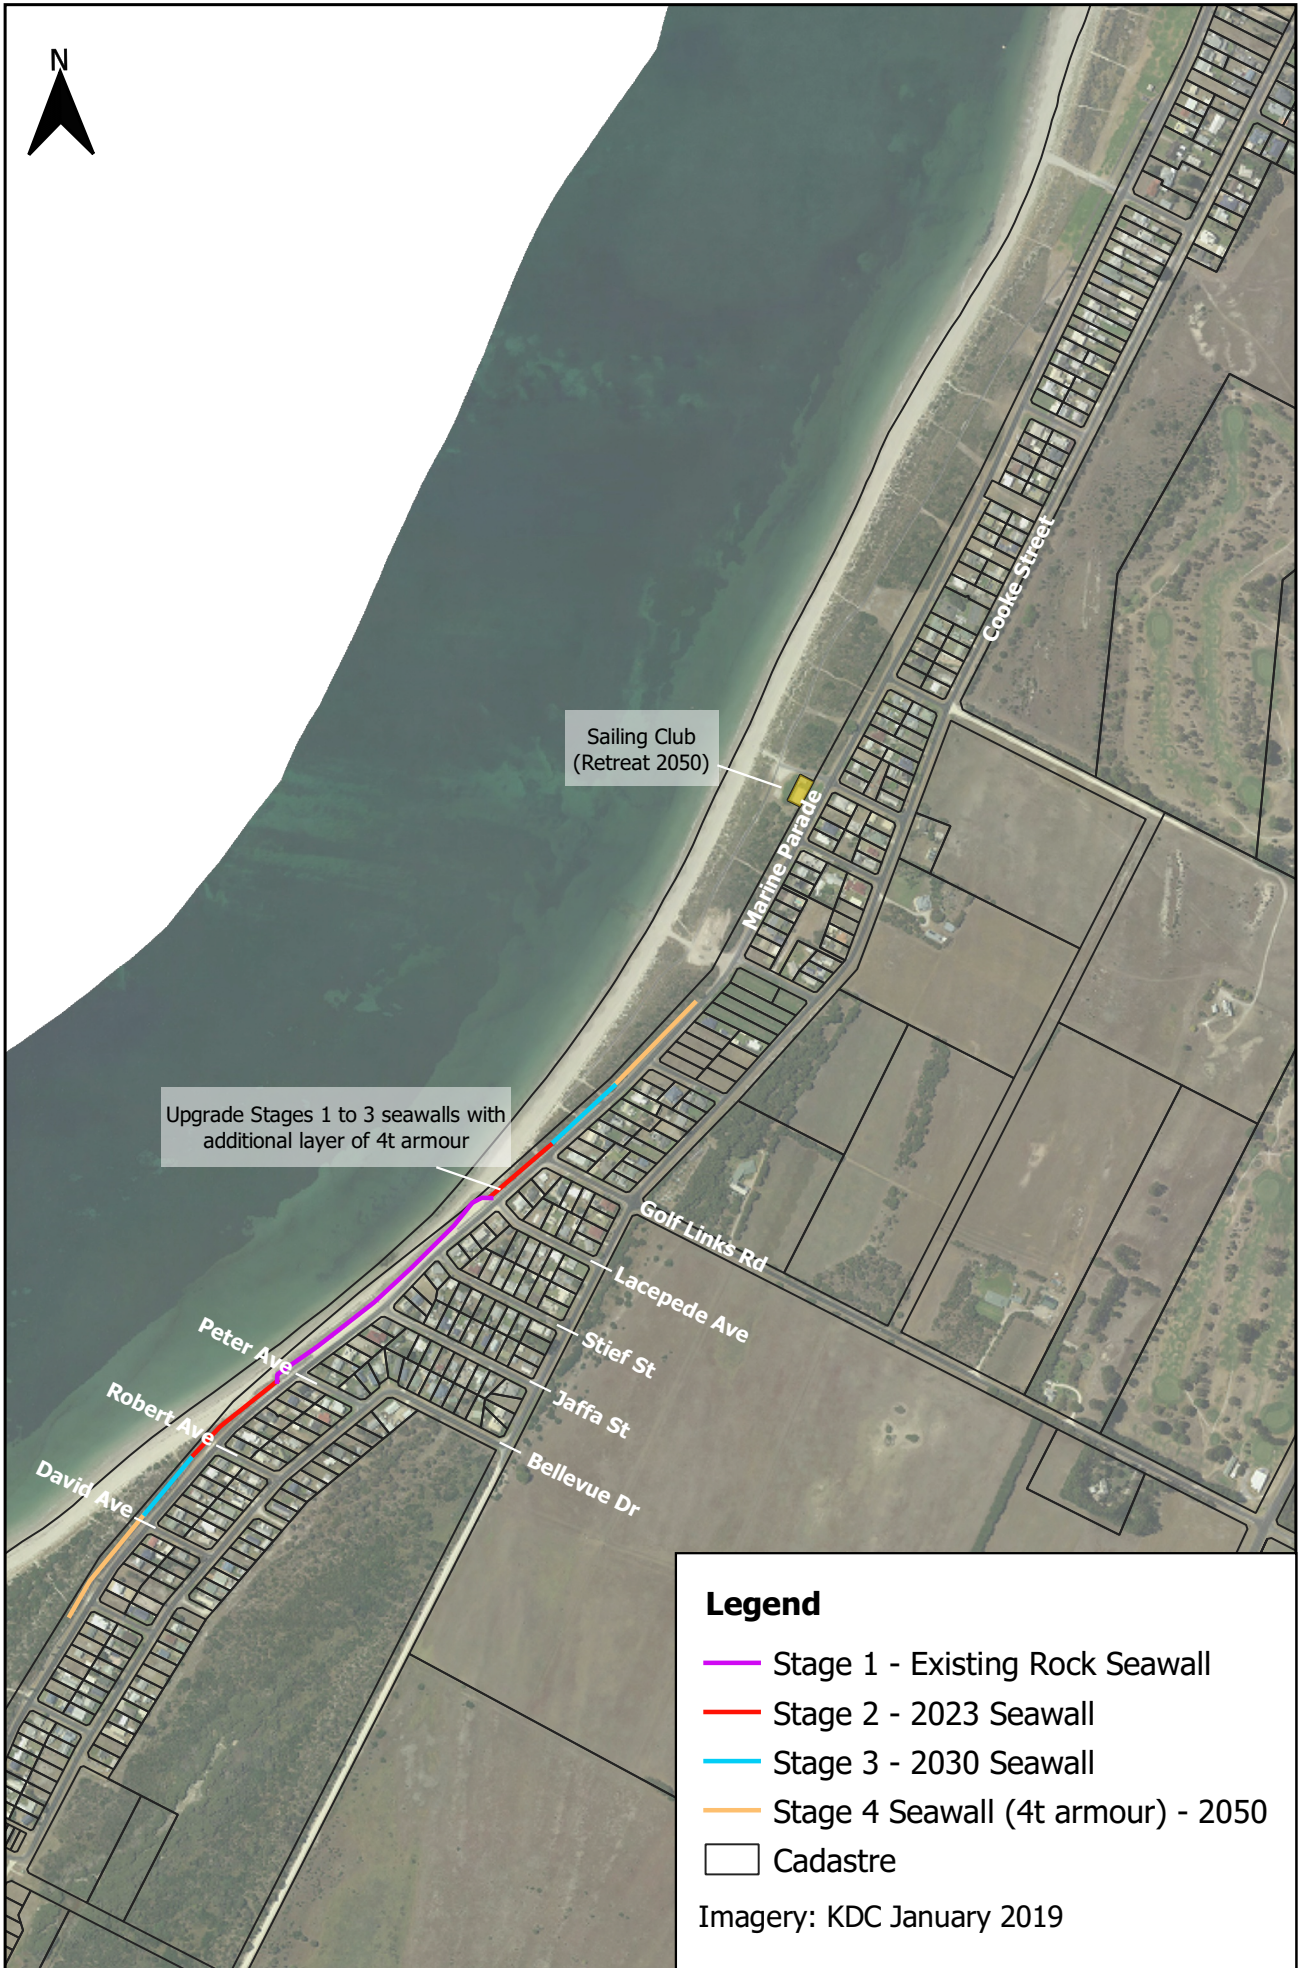 N
Cooke Street
Sailing Club
(Retreat 2050)
Marine Parade
Upgrade Stages 1 to 3 seawalls with
additional layer of 4t armour
Golf Links Rd
Lacepede Ave
Peter Ave
Stief St
Robert Ave
Jaffa St
David Ave
Bellevue Dr
Legend
Stage 1 - Existing Rock Seawall
Stage 2 - 2023 Seawall
Stage 3 - 2030 Seawall
Stage 4 Seawall (4t armour) - 2050
Cadastre
Imagery: KDC January 2019